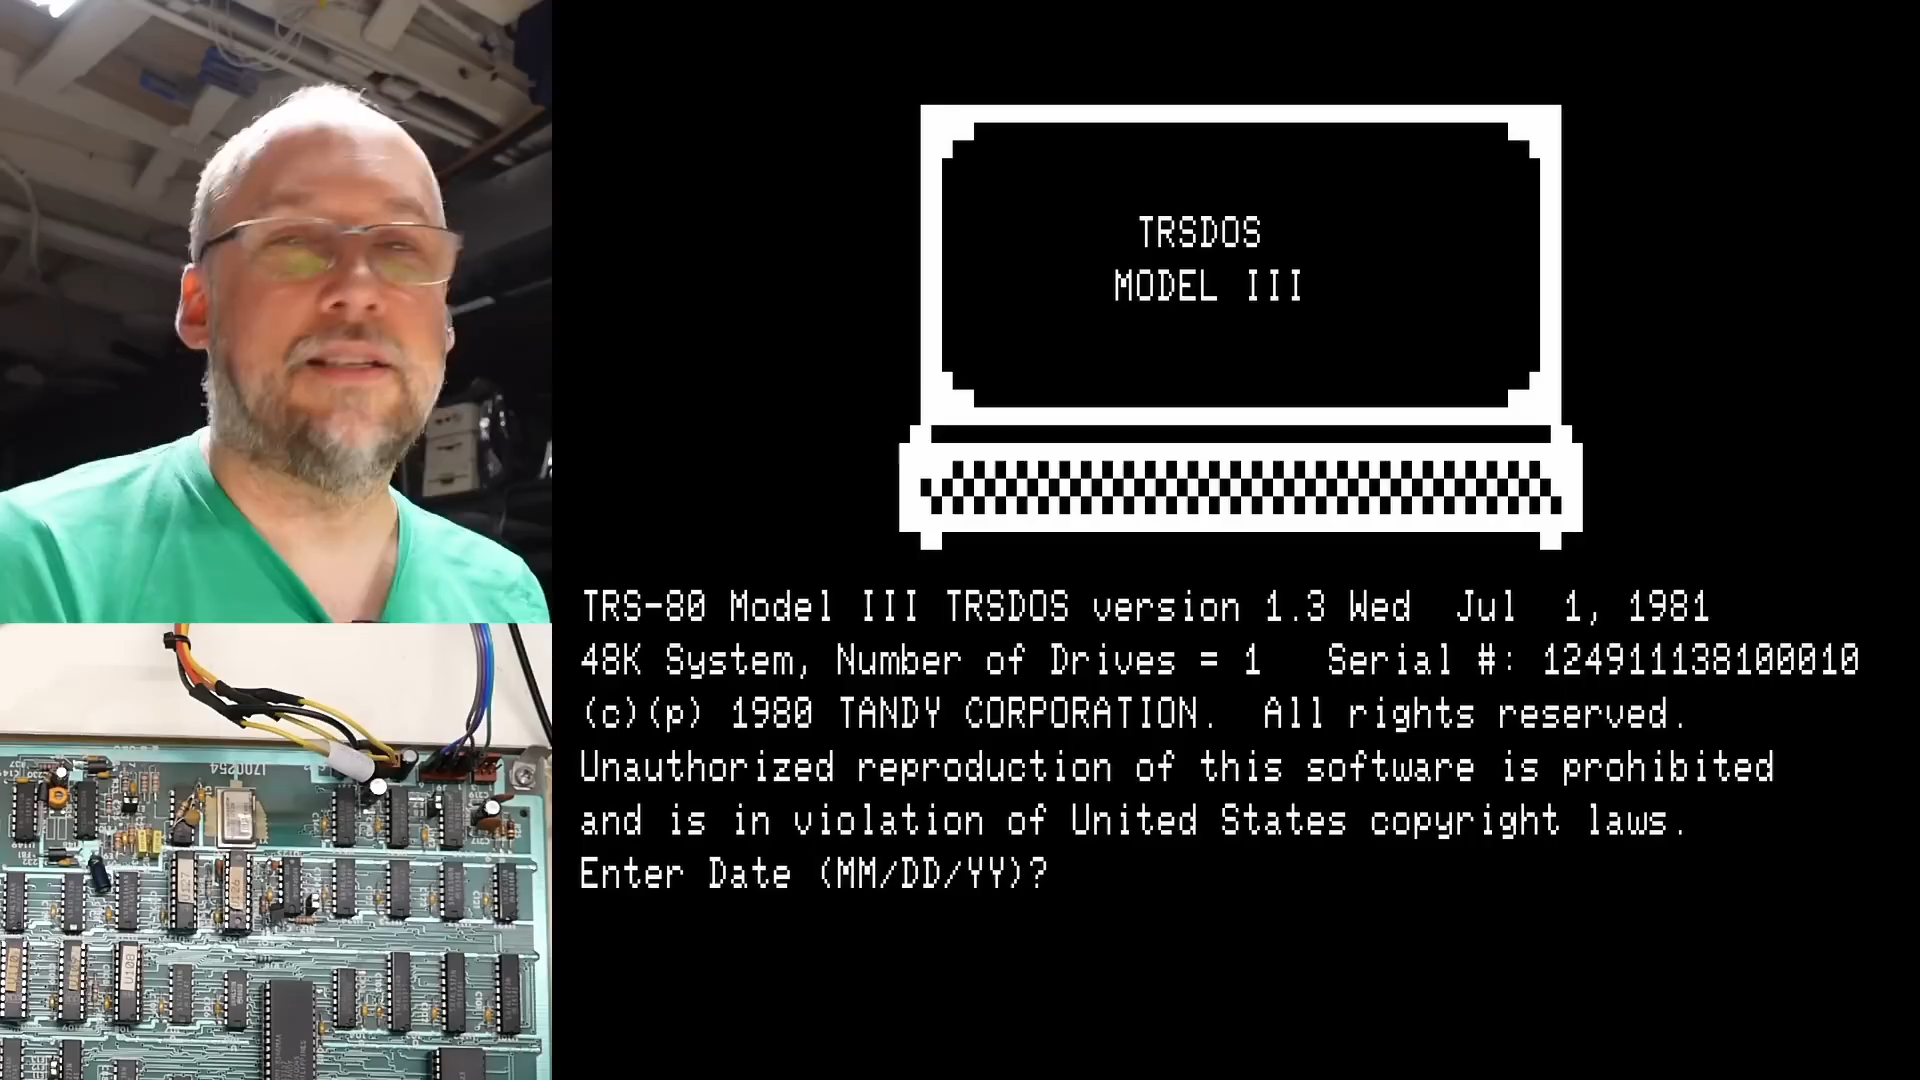 TRSDOS
MODEL III
TRS-80 Model III TRSDOS version 1.3 Wed  Jul  1, 1981
48K System, Number of Drives = 1   Serial #: 124911138100010
(c)(p) 1980 TANDY CORPORATION.  All rights reserved.
Unauthorized reproduction of this software is prohibited
and is in violation of United States copyright laws.
Enter Date (MM/DD/YY)?
1700254
U108